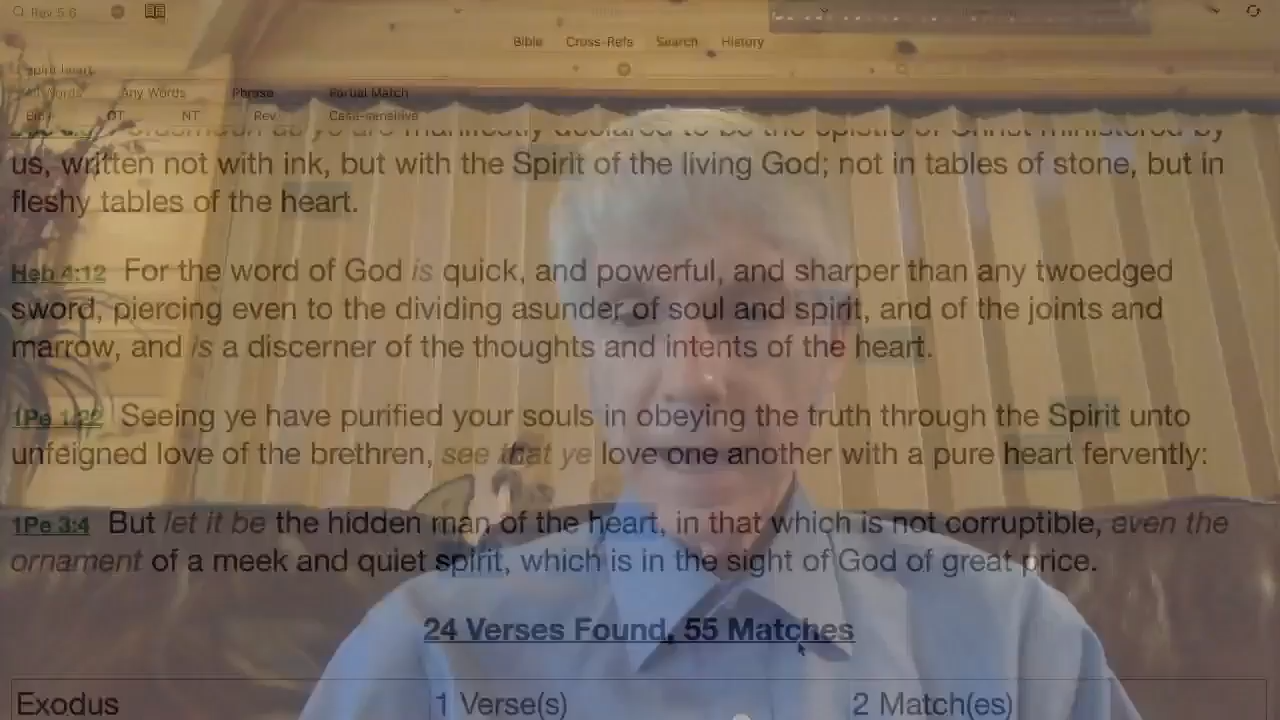 Rev 5:6
Bible Cross-Refs Search History
spirit heart
All Words Any Words Phrase Partial Match
Bible OT NT Rev Case-sensitive
us, written not with ink, but with the Spirit of the living God; not in tables of stone, but in
fleshy tables of the heart.
Heb 4:12 For the word of God is quick, and powerful, and sharper than any twoedged
sword, piercing even to the dividing asunder of soul and spirit, and of the joints and
marrow, and is a discerner of the thoughts and intents of the heart.
1Pe 1:22 Seeing ye have purified your souls in obeying the truth through the Spirit unto
unfeigned love of the brethren, see that ye love one another with a pure heart fervently:
1Pe 3:4 But let it be the hidden man of the heart, in that which is not corruptible, even the
ornament of a meek and quiet spirit, which is in the sight of God of great price.
24 Verses Found, 55 Matches
Exodus 1 Verse(s) 2 Match(es)